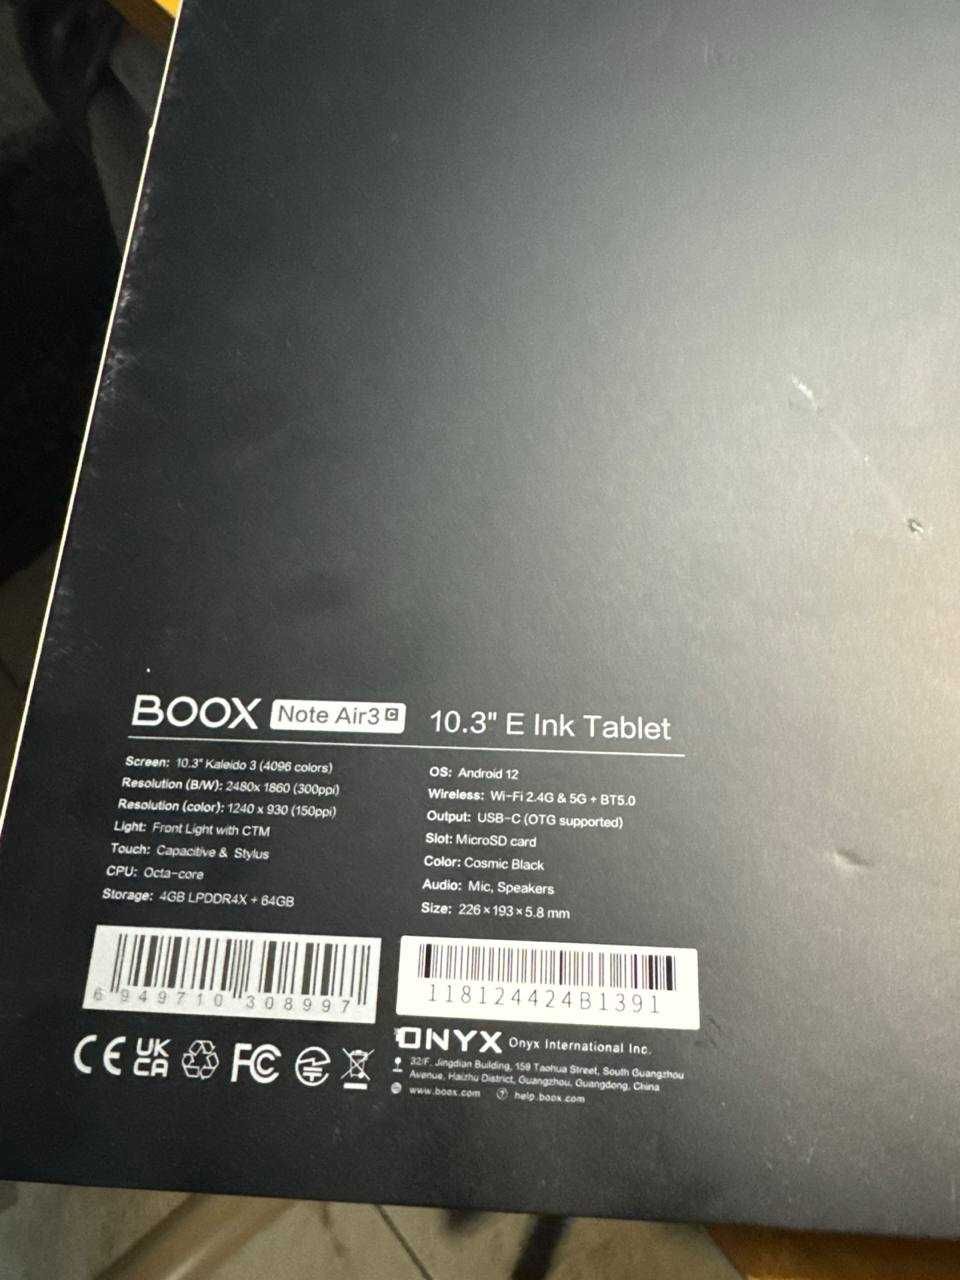 BOOX Note Air3 C 10.3" E Ink Tablet
Screen: 10.3" Kaleido 3 (4096 colors)
Resolution (B/W): 2480x 1860 (300ppi)
Resolution (color): 1240 x 930 (150ppi)
Light: Front Light with CTM
Touch: Capacitive & Stylus
CPU: Octa-core
Storage: 4GB LPDDR4X + 64GB
OS: Android 12
Wireless: Wi-Fi 2.4G & 5G + BT5.0
Output: USB-C (OTG supported)
Slot: MicroSD card
Color: Cosmic Black
Audio: Mic, Speakers
Size: 226×193×5.8 mm
6 949710 308997
118124424B1391
CE UK CA FC
ONYX Onyx International Inc.
32/F, Jingdian Building, 159 Taohua Street, South Guangzhou
Avenue, Haizhu District, Guangzhou, Guangdong, China
www.boox.com help.boox.com